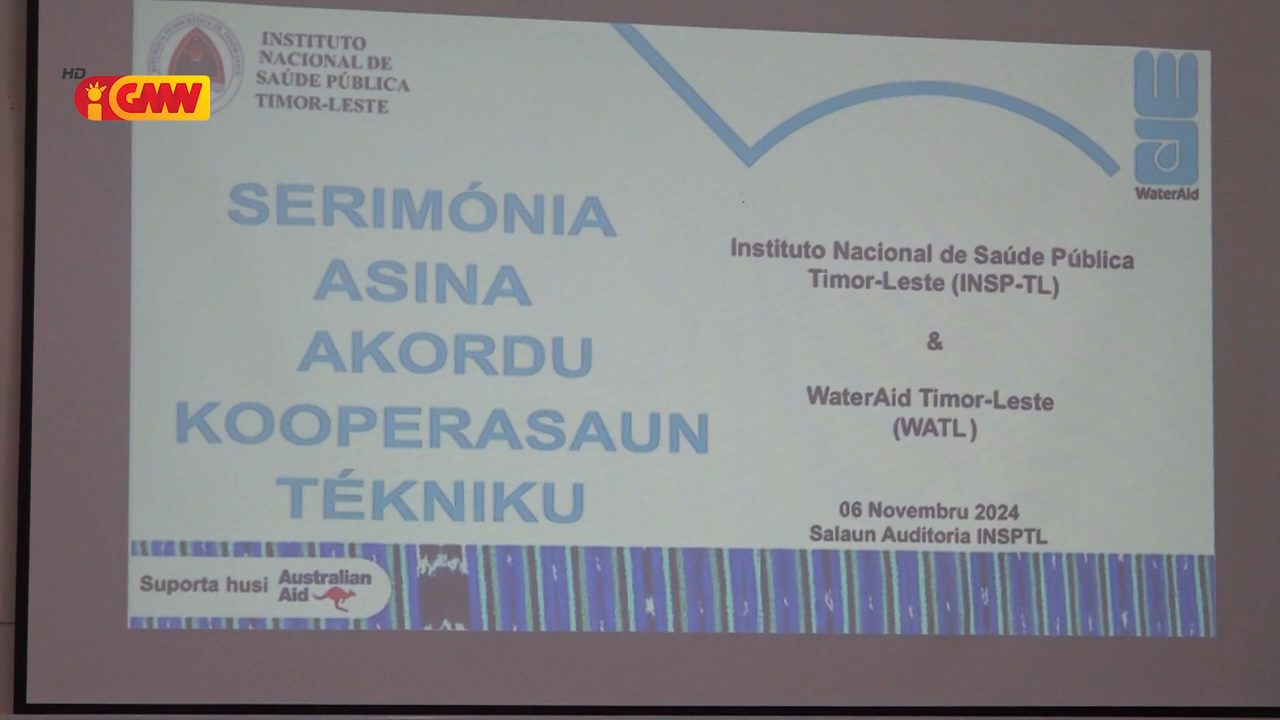 HD
GMW
INSTITUTO
NACIONAL DE
SAÚDE PÚBLICA
TIMOR-LESTE
WaterAid
SERIMÓNIA
ASINA
AKORDU
KOOPERASAUN
TÉKNIKU
Instituto Nacional de Saúde Pública
Timor-Leste (INSP-TL)
&
WaterAid Timor-Leste
(WATL)
06 Novembru 2024
Salaun Auditoria INSPTL
Suporta husi
Australian
Aid